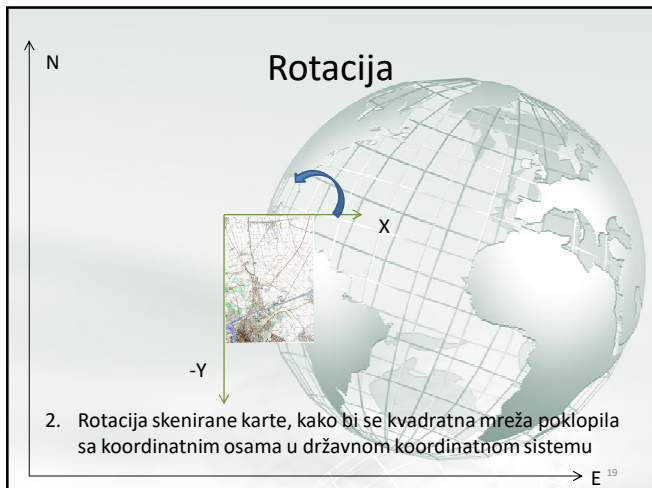 N
Rotacija
X
-Y
2. Rotacija skenirane karte, kako bi se kvadratna mreža poklopila
sa koordinatnim osama u državnom koordinatnom sistemu
E
19